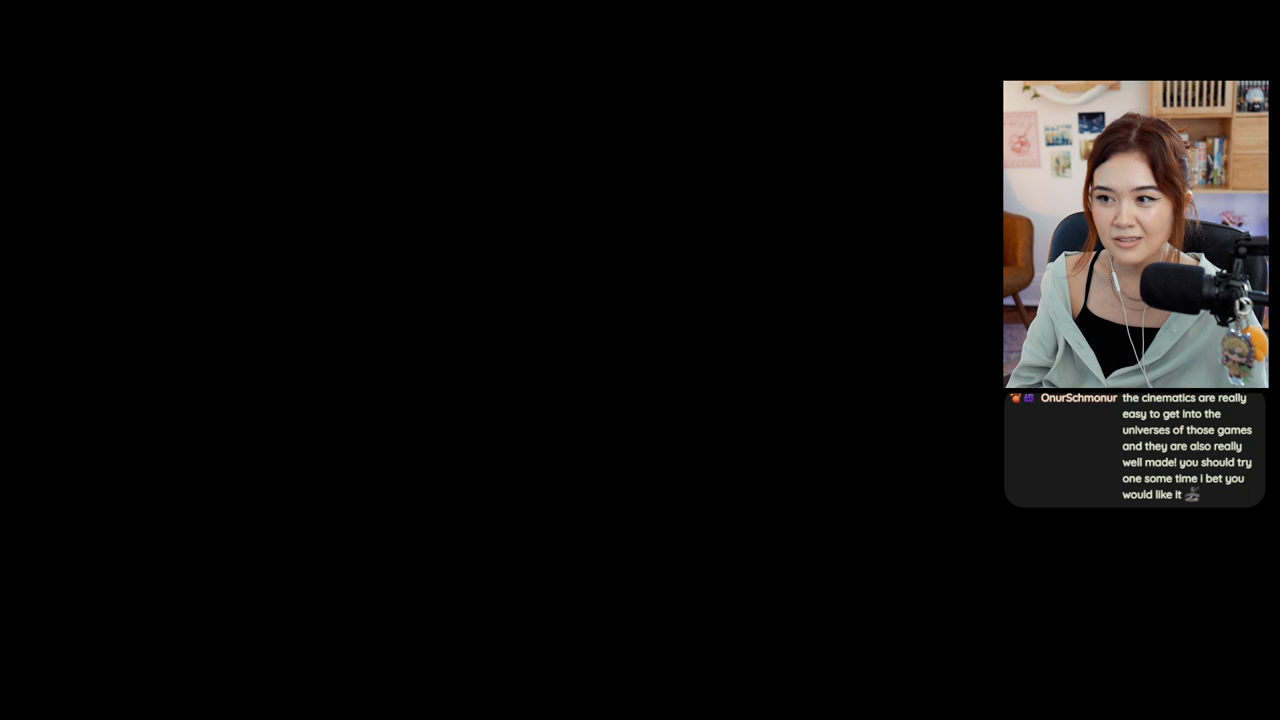 OnurSchmonur the cinematics are really
easy to get into the
universes of those games
and they are also really
well made! you should try
one some time i bet you
would like it